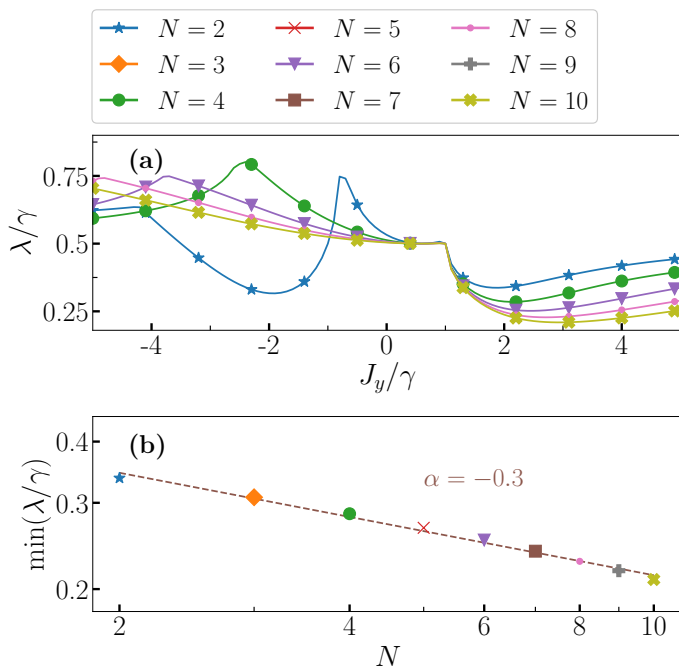 N = 2 N = 5 N = 8
N = 3 N = 6 N = 9
N = 4 N = 7 N = 10
(a)
0.75
0.5
0.25
λ/γ
-4 -2 0 2 4
J_y/γ
(b)
α = −0.3
0.4
0.3
0.2
min(λ/γ)
2 4 6 8 10
N